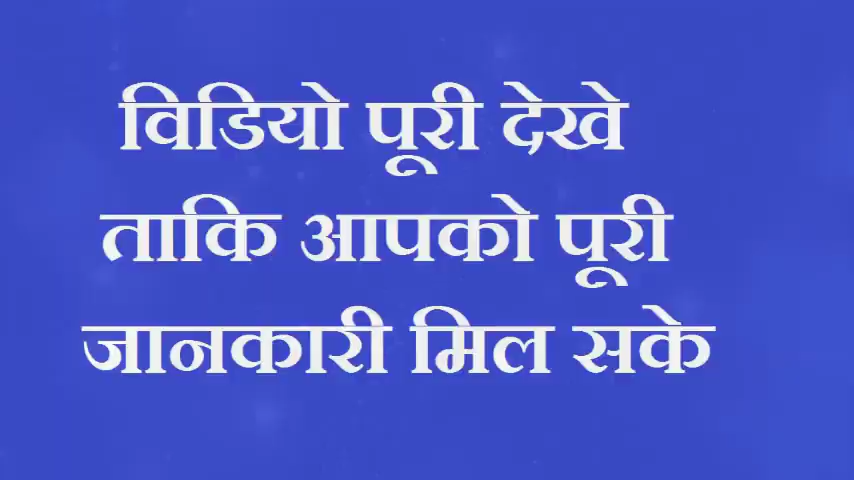 विडियो पूरी देखे
ताकि आपको पूरी
जानकारी मिल सके